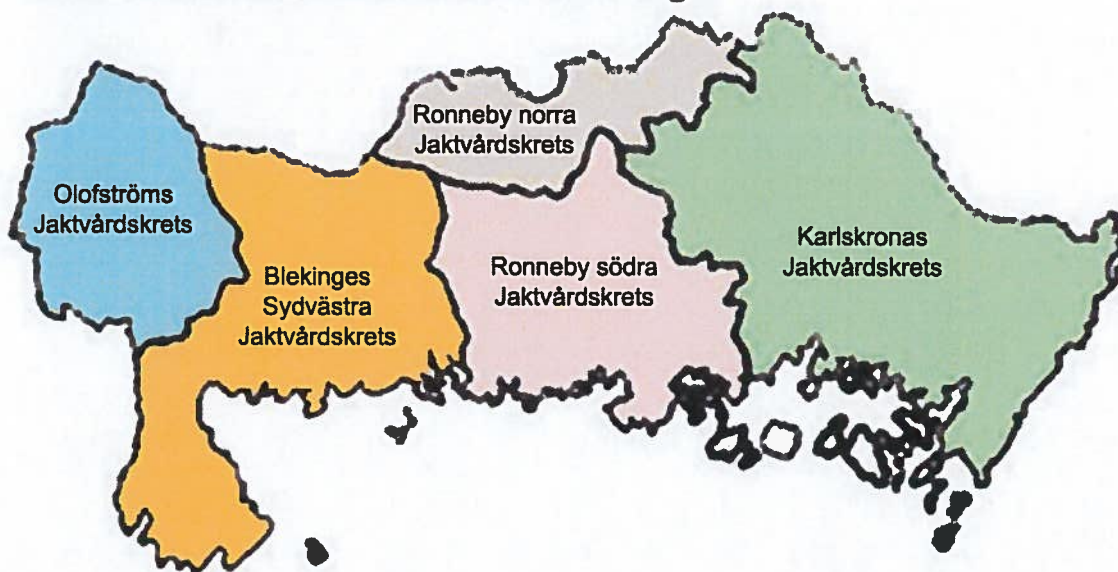 Ronneby norra
Jaktvårdskrets
Olofströms
Jaktvårdskrets
Karlskronas
Jaktvårdskrets
Ronneby södra
Jaktvårdskrets
Blekinges
Sydvästra
Jaktvårdskrets